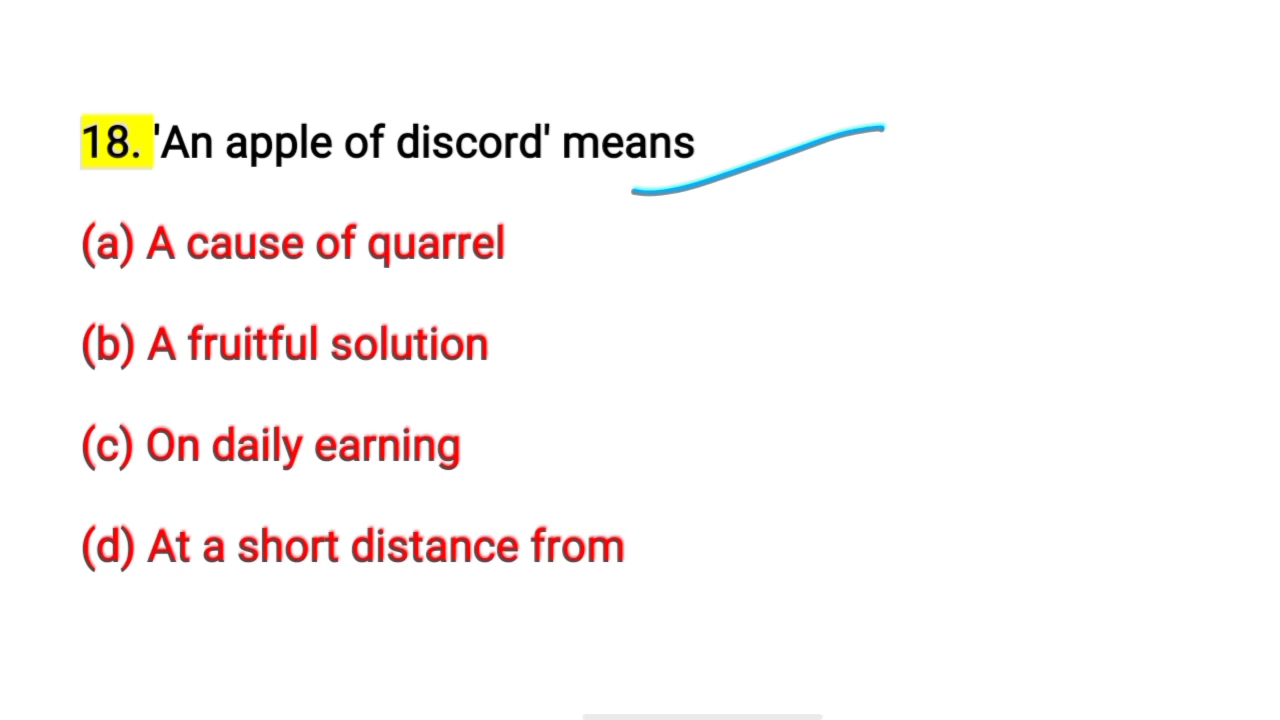 18. 'An apple of discord' means
(a) A cause of quarrel
(b) A fruitful solution
(c) On daily earning
(d) At a short distance from